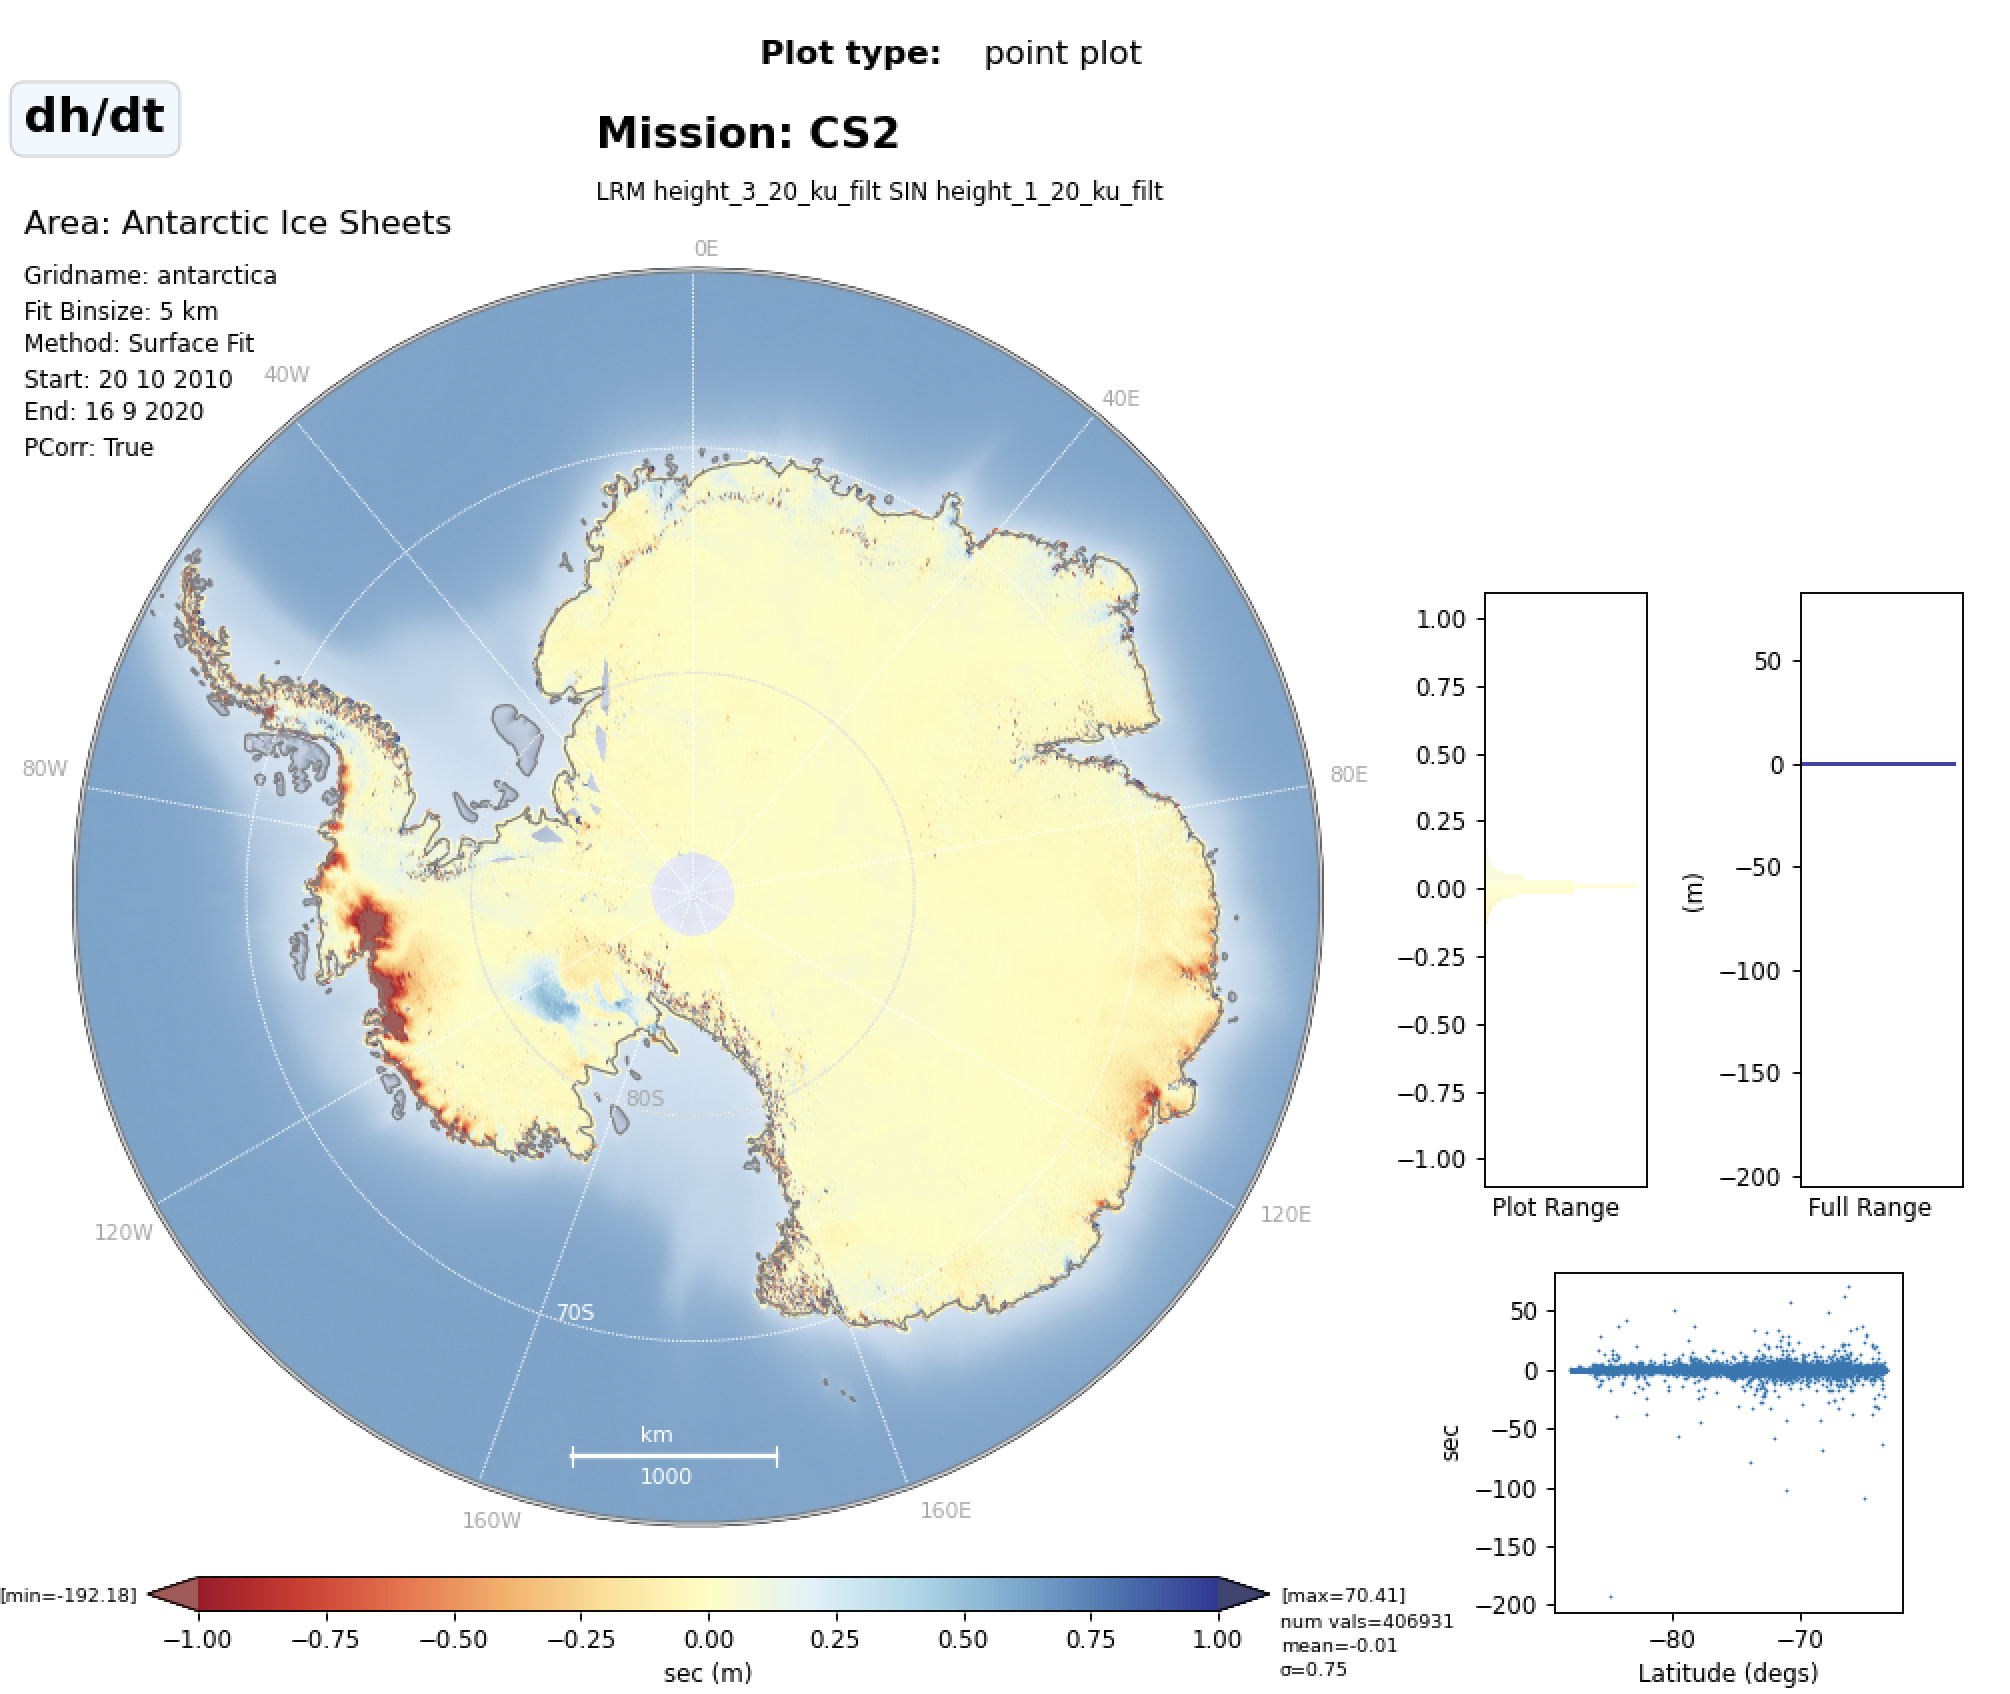 Plot type: point plot
dh/dt
Mission: CS2
LRM height_3_20_ku_filt SIN height_1_20_ku_filt
Area: Antarctic Ice Sheets
Gridname: antarctica
Fit Binsize: 5 km
Method: Surface Fit
Start: 20 10 2010
End: 16 9 2020
PCorr: True
0E
40W
40E
80W
80E
120W
120E
160W
160E
80S
70S
km
1000
1.00
0.75
0.50
0.25
0.00
−0.25
−0.50
−0.75
−1.00
Plot Range
(m)
50
0
−50
−100
−150
−200
Full Range
sec
50
0
−50
−100
−150
−200
−80 −70
Latitude (degs)
[min=-192.18]
−1.00 −0.75 −0.50 −0.25 0.00 0.25 0.50 0.75 1.00
sec (m)
[max=70.41]
num vals=406931
mean=-0.01
σ=0.75